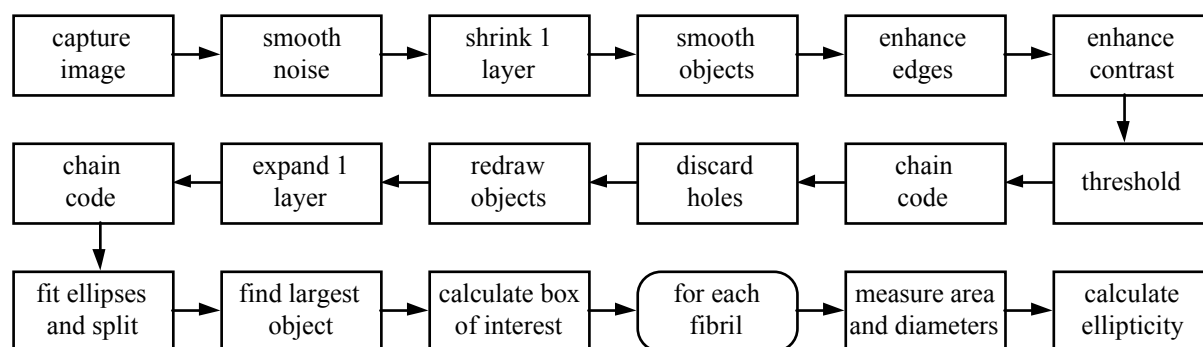 capture
image
smooth
noise
shrink 1
layer
smooth
objects
enhance
edges
enhance
contrast
threshold
chain
code
discard
holes
redraw
objects
expand 1
layer
chain
code
fit ellipses
and split
find largest
object
calculate box
of interest
for each
fibril
measure area
and diameters
calculate
ellipticity